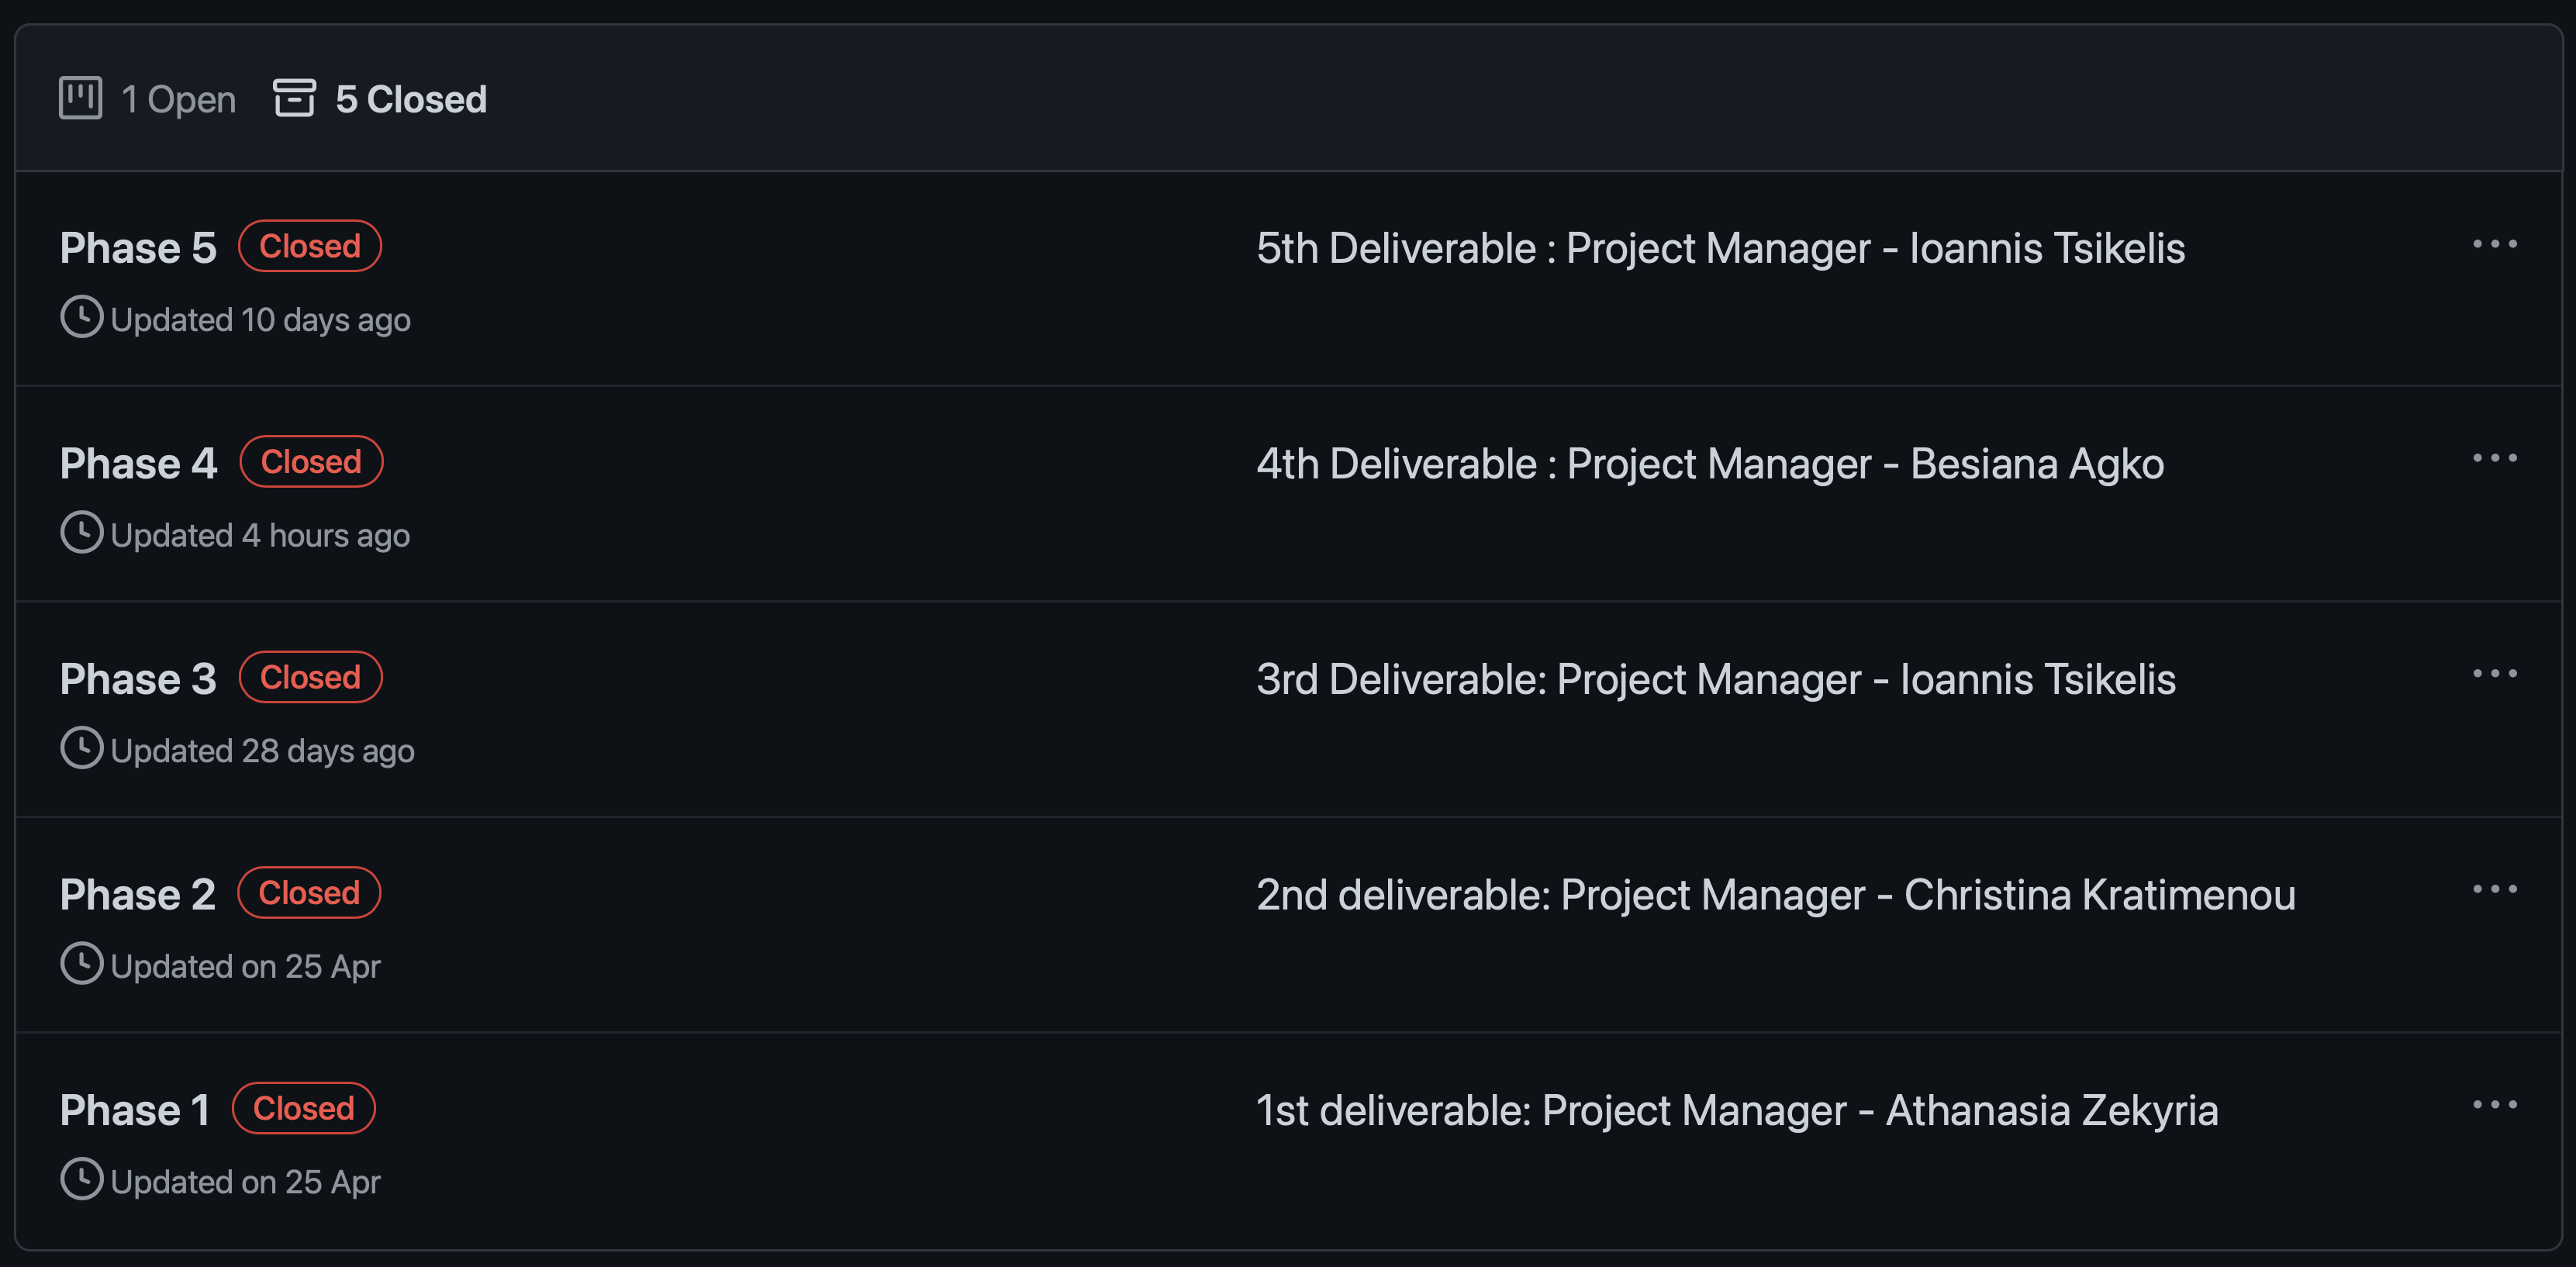 1 Open 5 Closed
Phase 5 Closed 5th Deliverable : Project Manager - Ioannis Tsikelis
Updated 10 days ago
Phase 4 Closed 4th Deliverable : Project Manager - Besiana Agko
Updated 4 hours ago
Phase 3 Closed 3rd Deliverable: Project Manager - Ioannis Tsikelis
Updated 28 days ago
Phase 2 Closed 2nd deliverable: Project Manager - Christina Kratimenou
Updated on 25 Apr
Phase 1 Closed 1st deliverable: Project Manager - Athanasia Zekyria
Updated on 25 Apr